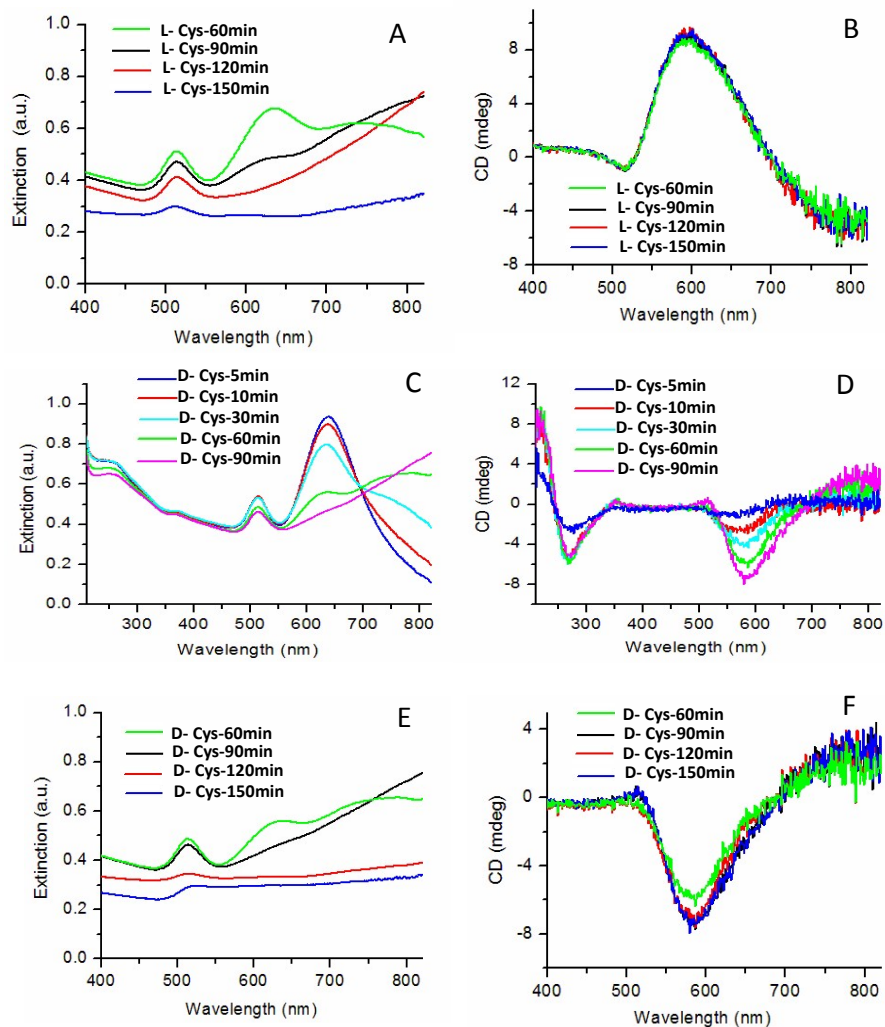 A
L- Cys-60min
L- Cys-90min
L- Cys-120min
L- Cys-150min
1.0
0.8
0.6
0.4
0.2
0.0
Extinction (a.u.)
400 500 600 700 800
Wavelength (nm)
B
8
4
0
-4
-8
CD (mdeg)
L- Cys-60min
L- Cys-90min
L- Cys-120min
L- Cys-150min
400 500 600 700 800
Wavelength (nm)
C
D- Cys-5min
D- Cys-10min
D- Cys-30min
D- Cys-60min
D- Cys-90min
1.0
0.8
0.6
0.4
0.2
0.0
Extinction (a.u.)
300 400 500 600 700 800
Wavelength (nm)
D
D- Cys-5min
D- Cys-10min
D- Cys-30min
D- Cys-60min
D- Cys-90min
12
8
4
0
-4
-8
CD (mdeg)
300 400 500 600 700 800
Wavelength (nm)
E
D- Cys-60min
D- Cys-90min
D- Cys-120min
D- Cys-150min
1.0
0.8
0.6
0.4
0.2
0.0
Extinction (a.u.)
400 500 600 700 800
Wavelength (nm)
F
D- Cys-60min
D- Cys-90min
D- Cys-120min
D- Cys-150min
4
0
-4
-8
CD (mdeg)
400 500 600 700 800
Wavelength (nm)